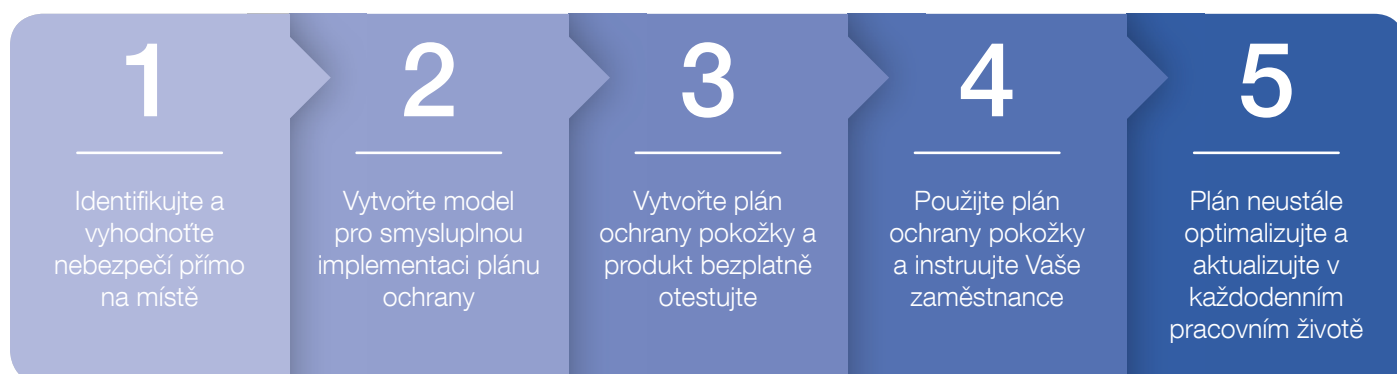 1
Identifikujte a
vyhodnoťte
nebezpečí přímo
na místě
2
Vytvořte model
pro smysluplnou
implementaci plánu
ochrany
3
Vytvořte plán
ochrany pokožky a
produkt bezplatně
otestujte
4
Použijte plán
ochrany pokožky
a instruujte Vaše
zaměstnance
5
Plán neustále
optimalizujte a
aktualizujte v
každodenním
pracovním životě